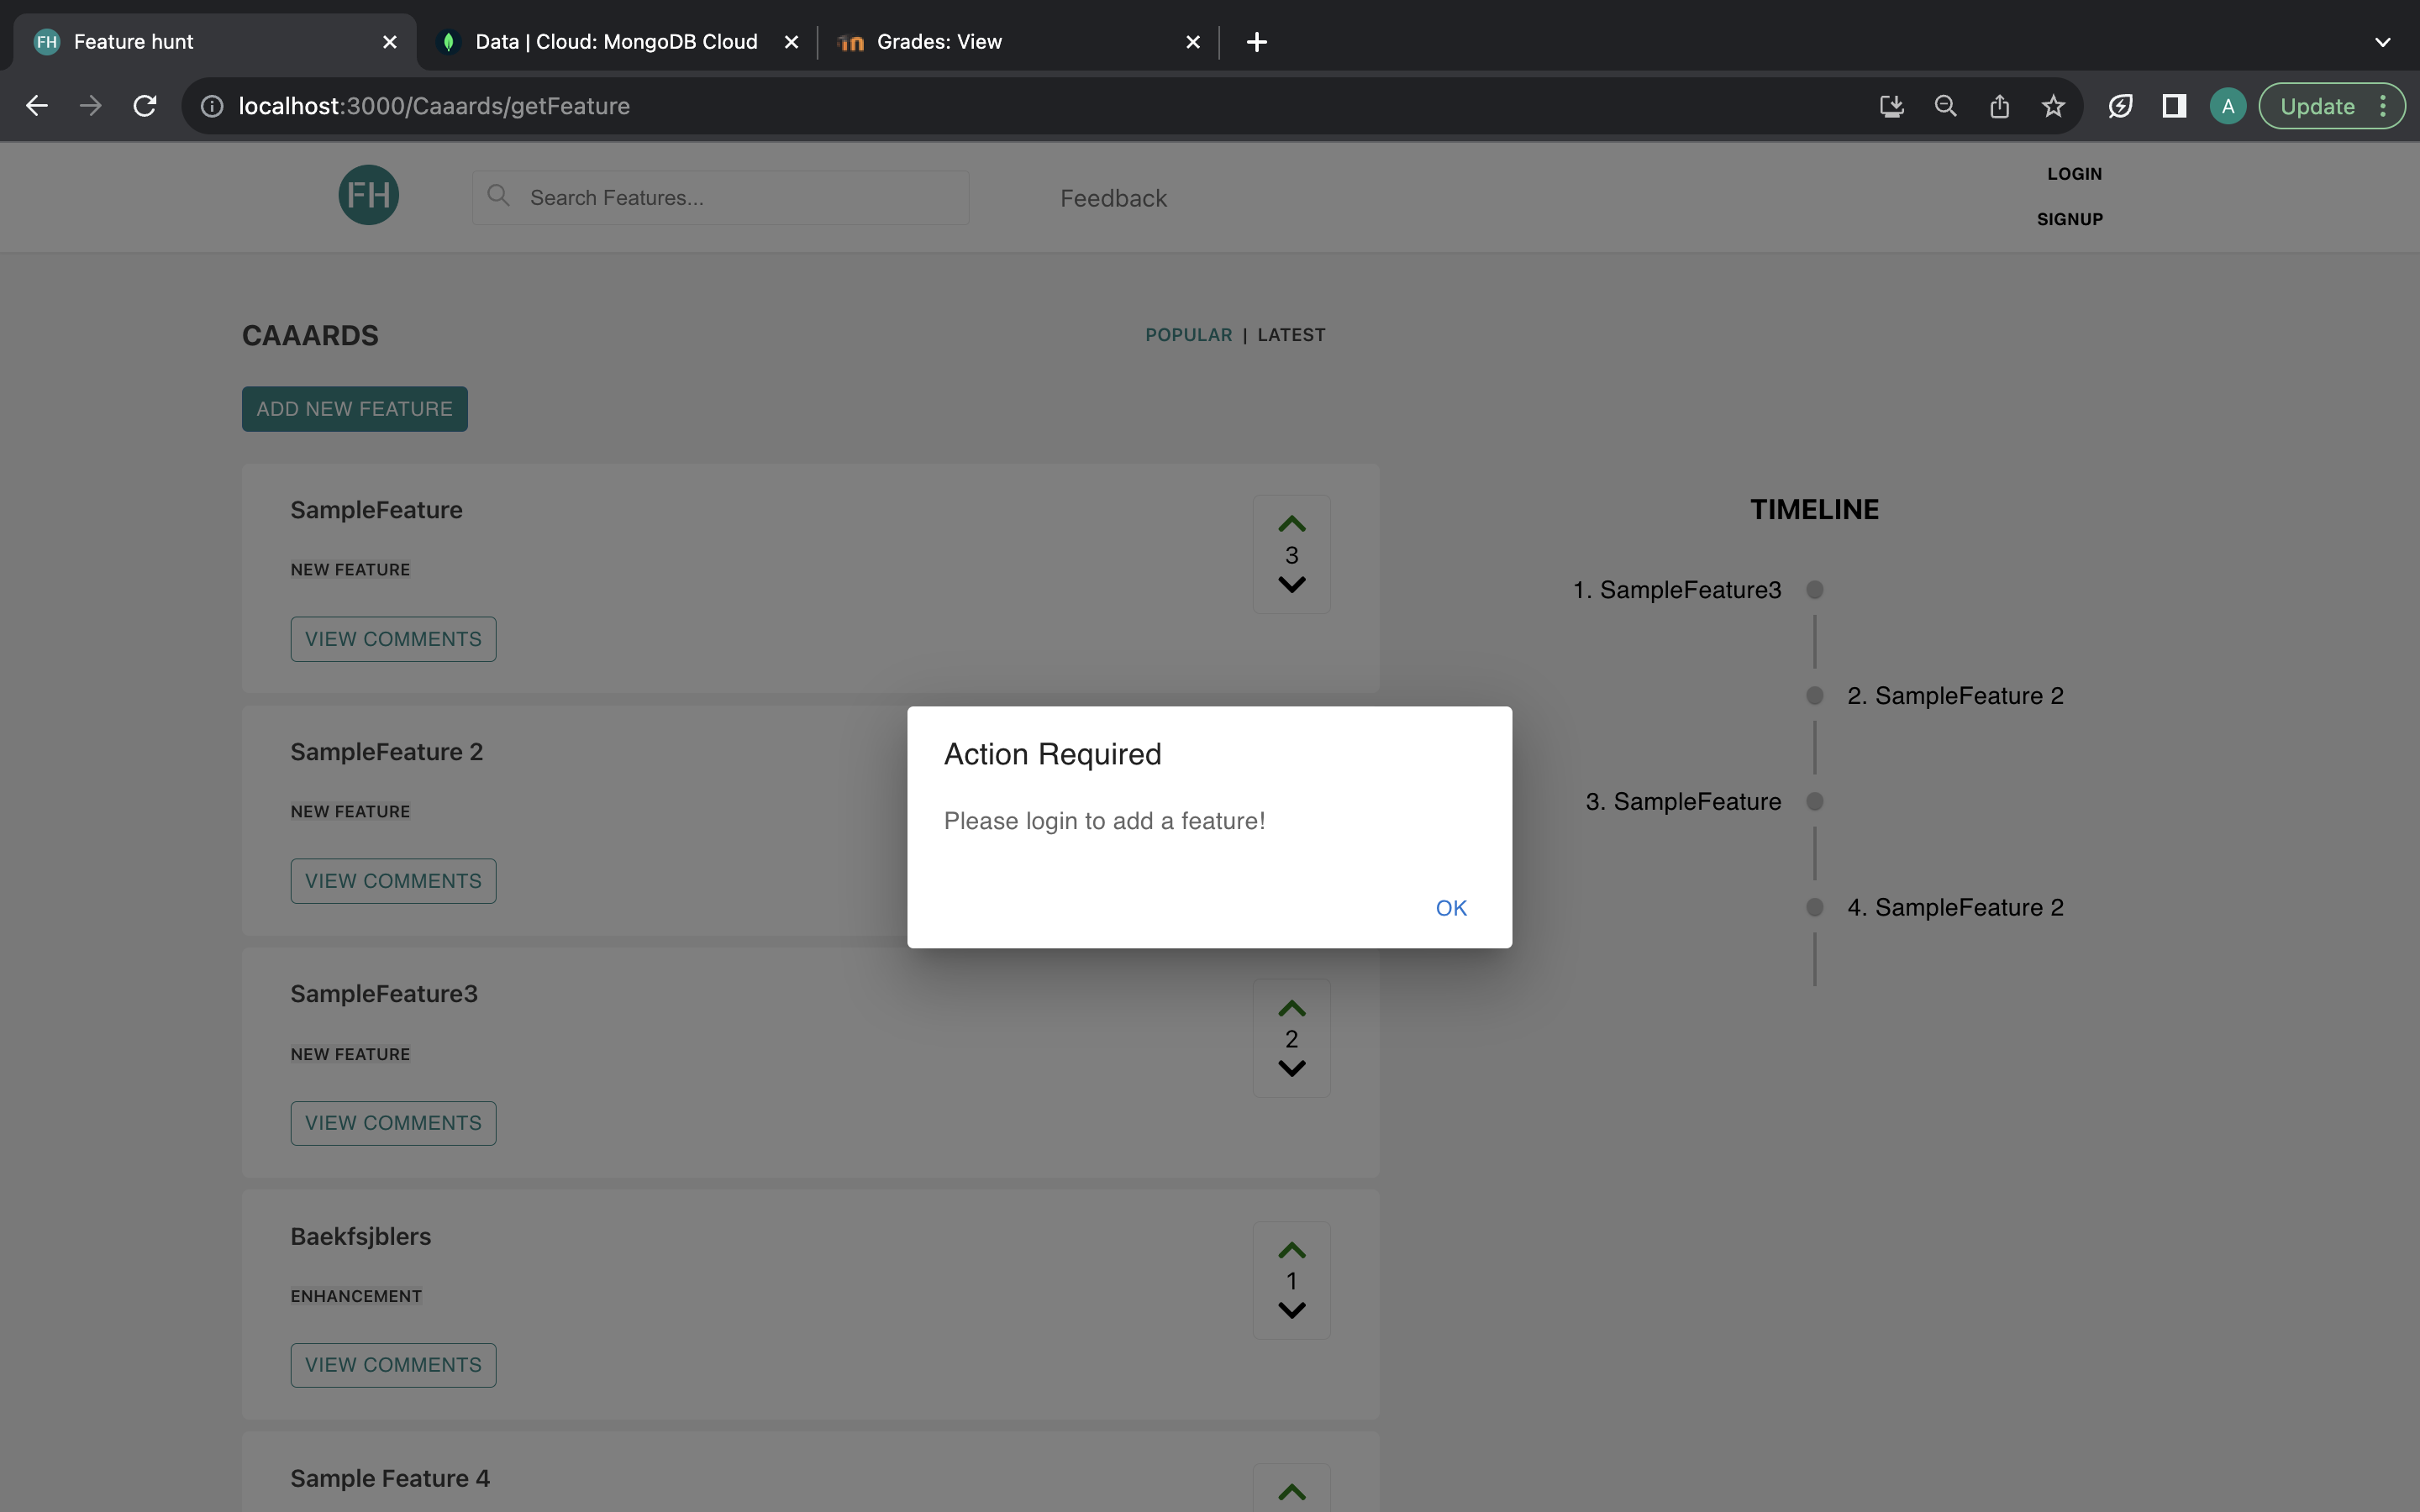 FH Feature hunt
Data | Cloud: MongoDB Cloud
Grades: View
localhost:3000/Caaards/getFeature
A
Update
FH
Search Features...
Feedback
LOGIN
SIGNUP
CAAARDS
POPULAR | LATEST
ADD NEW FEATURE
SampleFeature
NEW FEATURE
VIEW COMMENTS
3
SampleFeature 2
NEW FEATURE
VIEW COMMENTS
SampleFeature3
NEW FEATURE
VIEW COMMENTS
2
Baekfsjblers
ENHANCEMENT
VIEW COMMENTS
1
Sample Feature 4
TIMELINE
1. SampleFeature3
2. SampleFeature 2
3. SampleFeature
4. SampleFeature 2
Action Required
Please login to add a feature!
OK